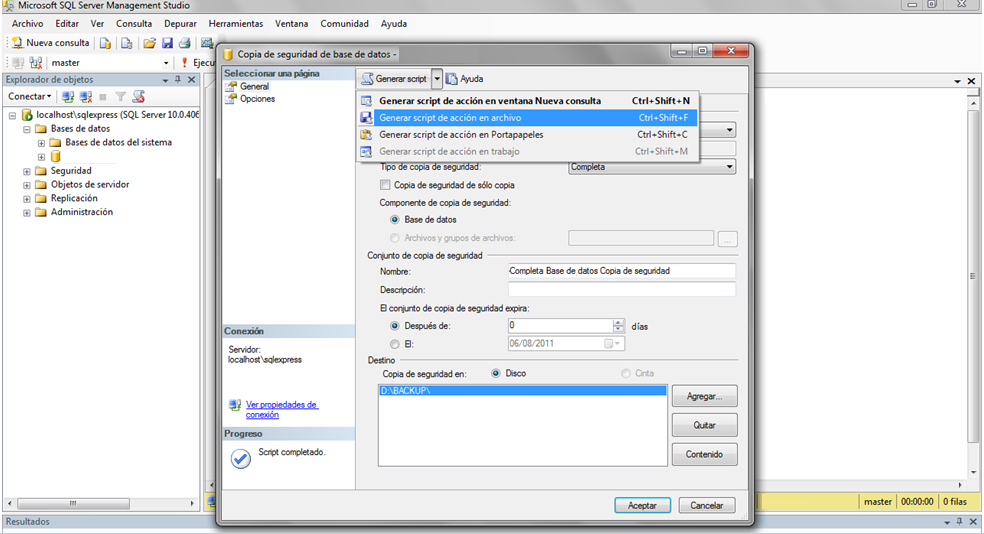 Microsoft SQL Server Management Studio
Archivo Editar Ver Consulta Depurar Herramientas Ventana Comunidad Ayuda
Nueva consulta
master
Ejecu
Explorador de objetos
Conectar
localhost\sqlexpress (SQL Server 10.0.406
Bases de datos
Bases de datos del sistema
Seguridad
Objetos de servidor
Replicación
Administración
Copia de seguridad de base de datos -
Seleccionar una página
General
Opciones
Generar script
Ayuda
Generar script de acción en ventana Nueva consulta Ctrl+Shift+N
Generar script de acción en archivo Ctrl+Shift+F
Generar script de acción en Portapapeles Ctrl+Shift+C
Generar script de acción en trabajo Ctrl+Shift+M
Tipo de copia de seguridad: Completa
Copia de seguridad de sólo copia
Componente de copia de seguridad:
Base de datos
Archivos y grupos de archivos: ...
Conjunto de copia de seguridad
Nombre: -Completa Base de datos Copia de seguridad
Descripción:
El conjunto de copia de seguridad expira:
Después de: 0 días
El: 06/08/2011
Destino
Copia de seguridad en: Disco Cinta
D:\BACKUP\
Agregar...
Quitar
Contenido
Conexión
Servidor:
localhost\sqlexpress
Ver propiedades de
conexión
Progreso
Script completado.
Aceptar Cancelar
master 00:00:00 0 filas
Resultados